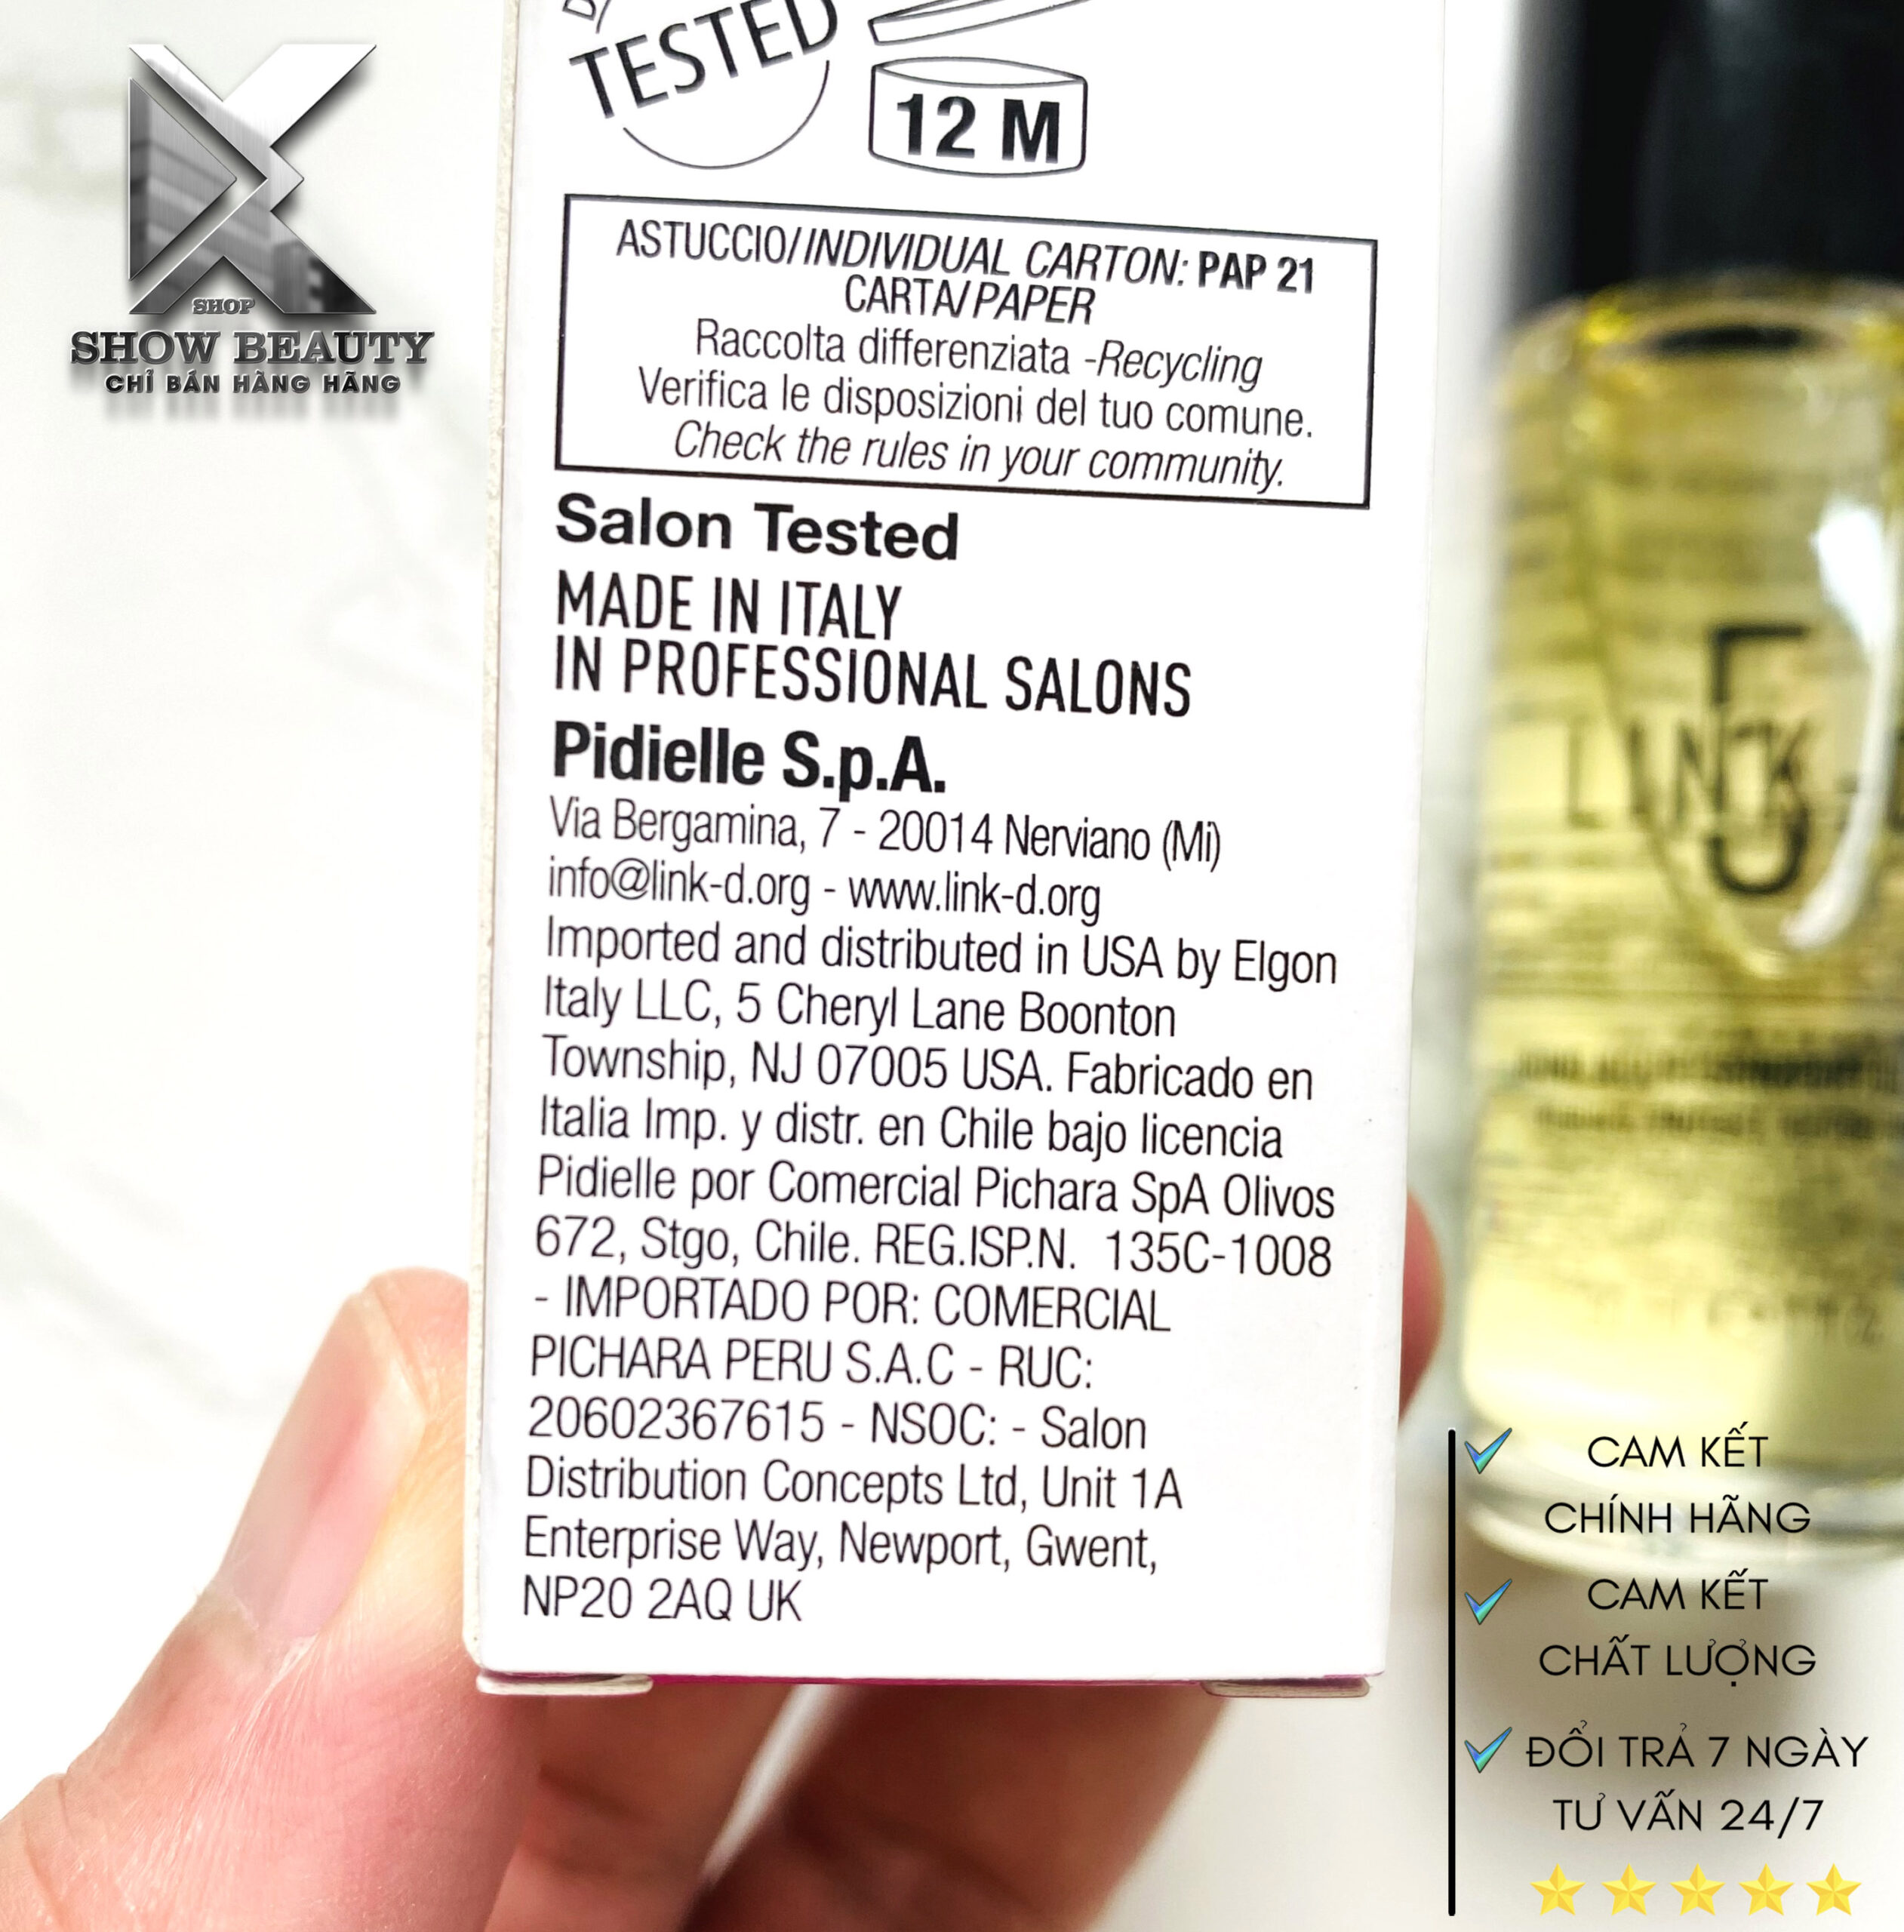 TESTED
12 M
SHOP
SHOW BEAUTY
CHỈ BÁN HÀNG HÃNG
ASTUCCIO/INDIVIDUAL CARTON: PAP 21
CARTA/PAPER
Raccolta differenziata -Recycling
Verifica le disposizioni del tuo comune.
Check the rules in your community.
Salon Tested
MADE IN ITALY
IN PROFESSIONAL SALONS
Pidielle S.p.A.
Via Bergamina, 7 - 20014 Nerviano (Mi)
info@link-d.org - www.link-d.org
Imported and distributed in USA by Elgon
Italy LLC, 5 Cheryl Lane Boonton
Township, NJ 07005 USA. Fabricado en
Italia Imp. y distr. en Chile bajo licencia
Pidielle por Comercial Pichara SpA Olivos
672, Stgo, Chile. REG.ISP.N. 135C-1008
- IMPORTADO POR: COMERCIAL
PICHARA PERU S.A.C - RUC:
20602367615 - NSOC: - Salon
Distribution Concepts Ltd, Unit 1A
Enterprise Way, Newport, Gwent,
NP20 2AQ UK
5
LINK-
CAM KẾT
CHÍNH HÃNG
CAM KẾT
CHẤT LƯỢNG
ĐỔI TRẢ 7 NGÀY
TƯ VẤN 24/7